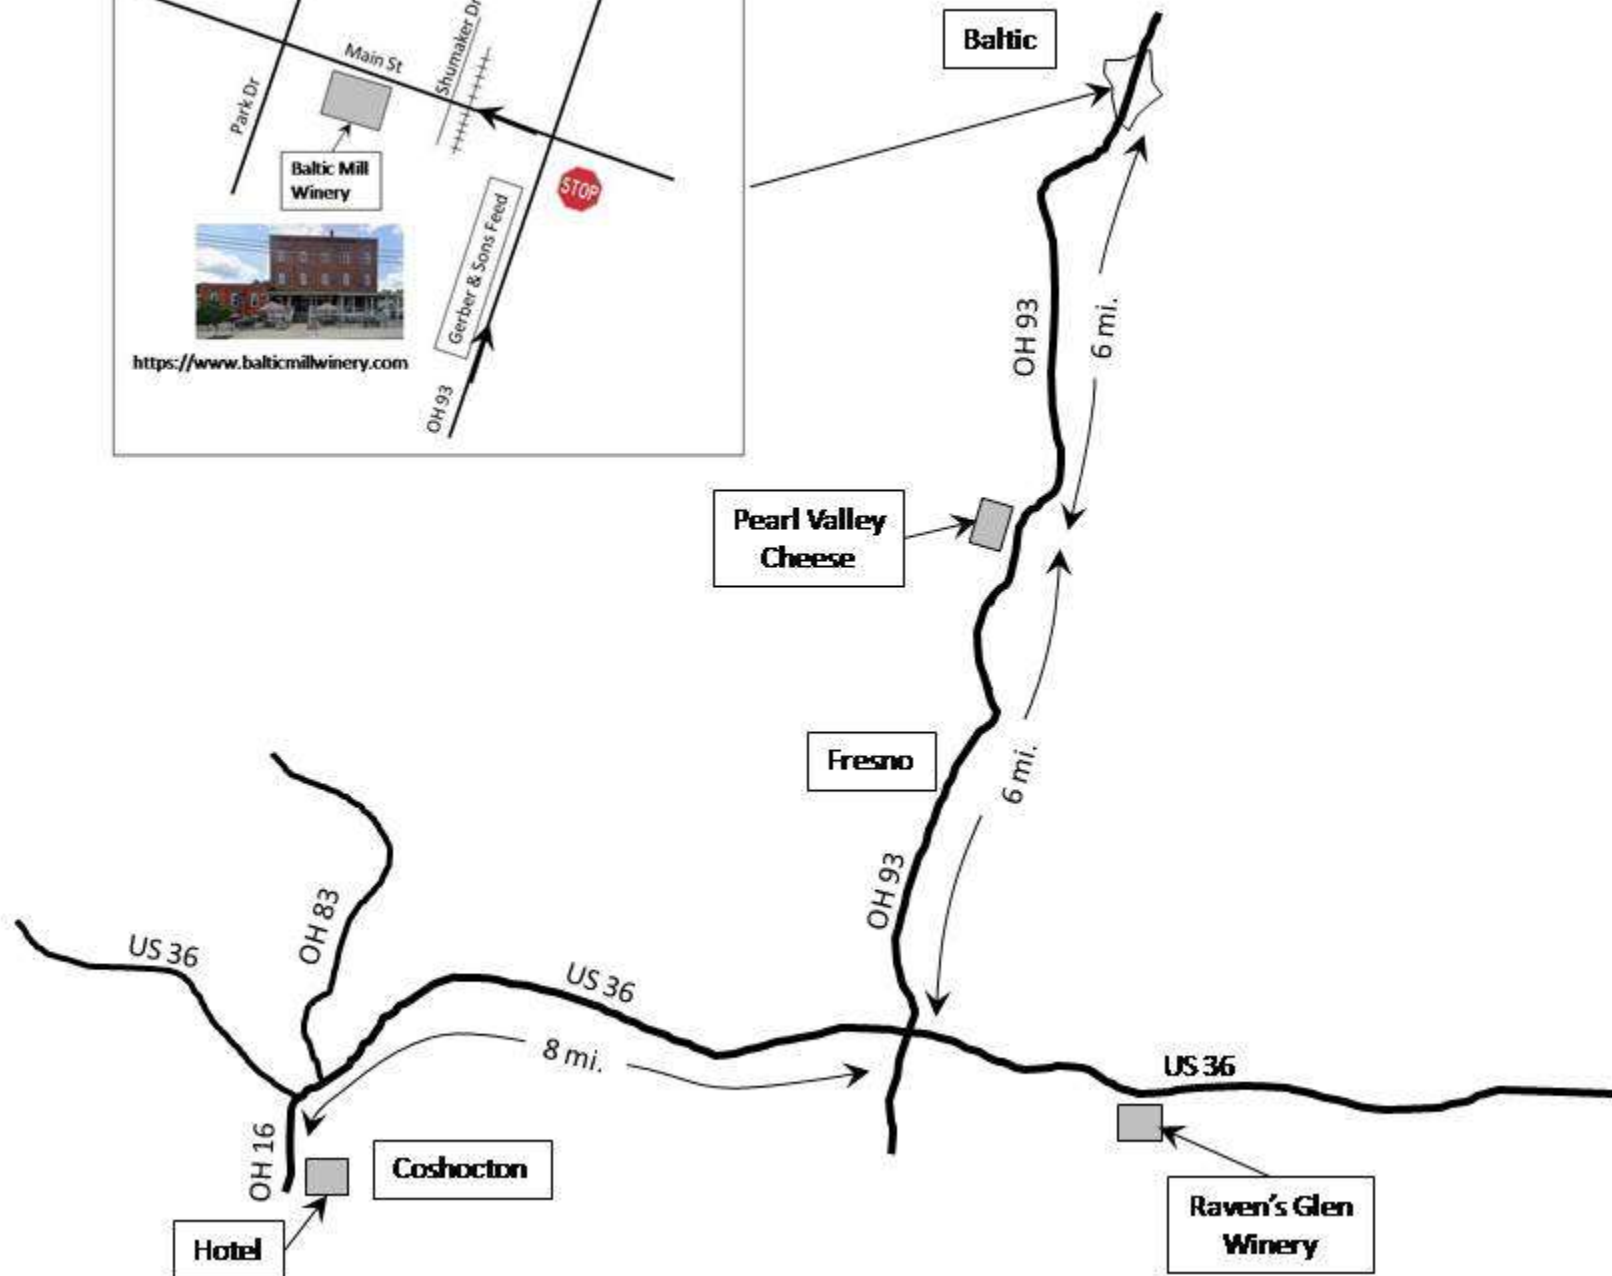 Baltic
Main St
Shumaker Dr
Park Dr
Baltic Mill
Winery
STOP
Gerber & Sons Feed
https://www.balticmillwinery.com
OH 93
OH 93
6 mi.
Pearl Valley
Cheese
Fresno
6 mi.
OH 93
OH 83
US 36
US 36
8 mi.
US 36
OH 16
Coshocton
Hotel
Raven's Glen
Winery